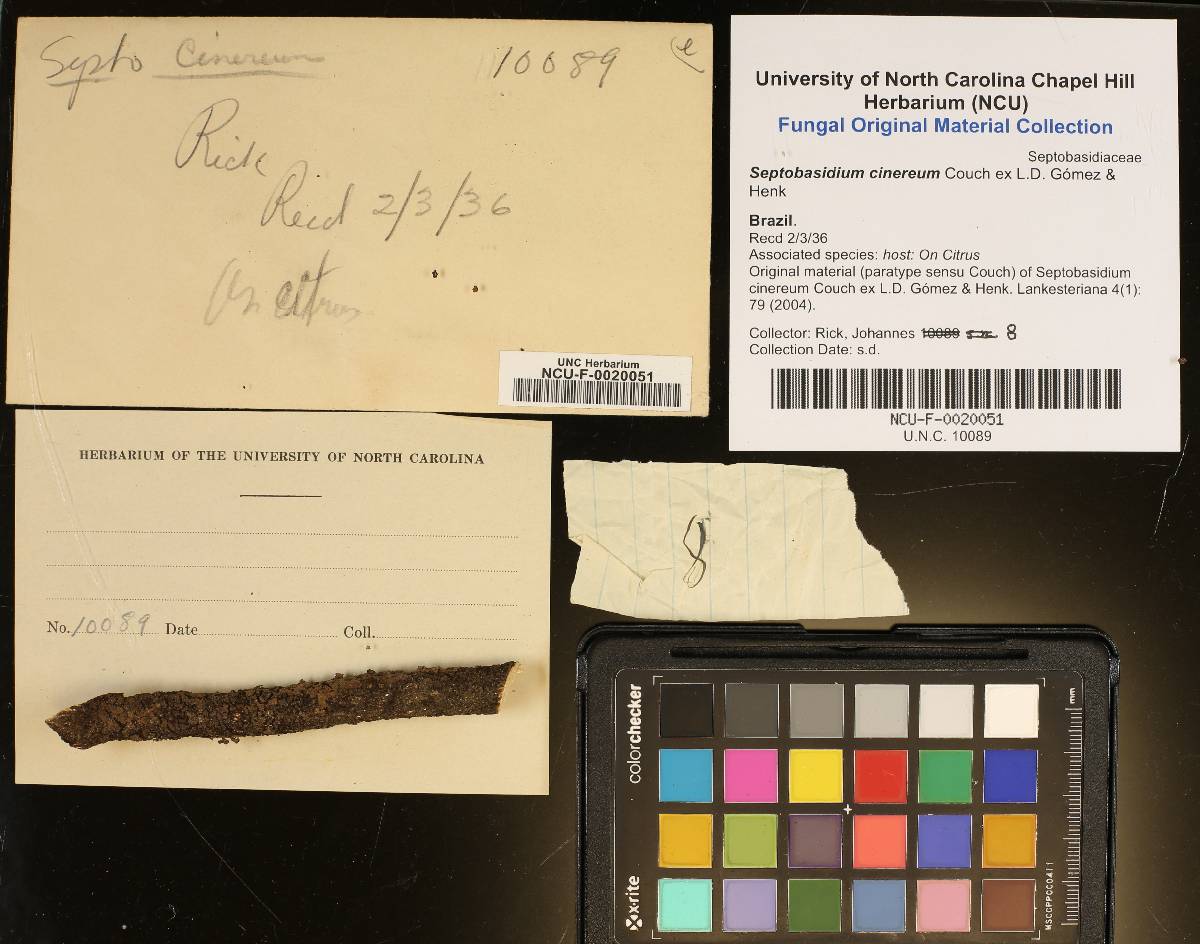 Septo cinereum 10089 e
Rick
Recd 2/3/36
On citrus
UNC Herbarium
NCU-F-0020051
University of North Carolina Chapel Hill
Herbarium (NCU)
Fungal Original Material Collection
Septobasidiaceae
Septobasidium cinereum Couch ex L.D. Gómez &
Henk
Brazil.
Recd 2/3/36
Associated species: host: On Citrus
Original material (paratype sensu Couch) of Septobasidium
cinereum Couch ex L.D. Gómez & Henk. Lankesteriana 4(1):
79 (2004).
Collector: Rick, Johannes 10089 s.n. 8
Collection Date: s.d.
NCU-F-0020051
U.N.C. 10089
HERBARIUM OF THE UNIVERSITY OF NORTH CAROLINA
No. 10089 Date Coll.
8
colorchecker
x-rite
mm
MSCCPPCC0411